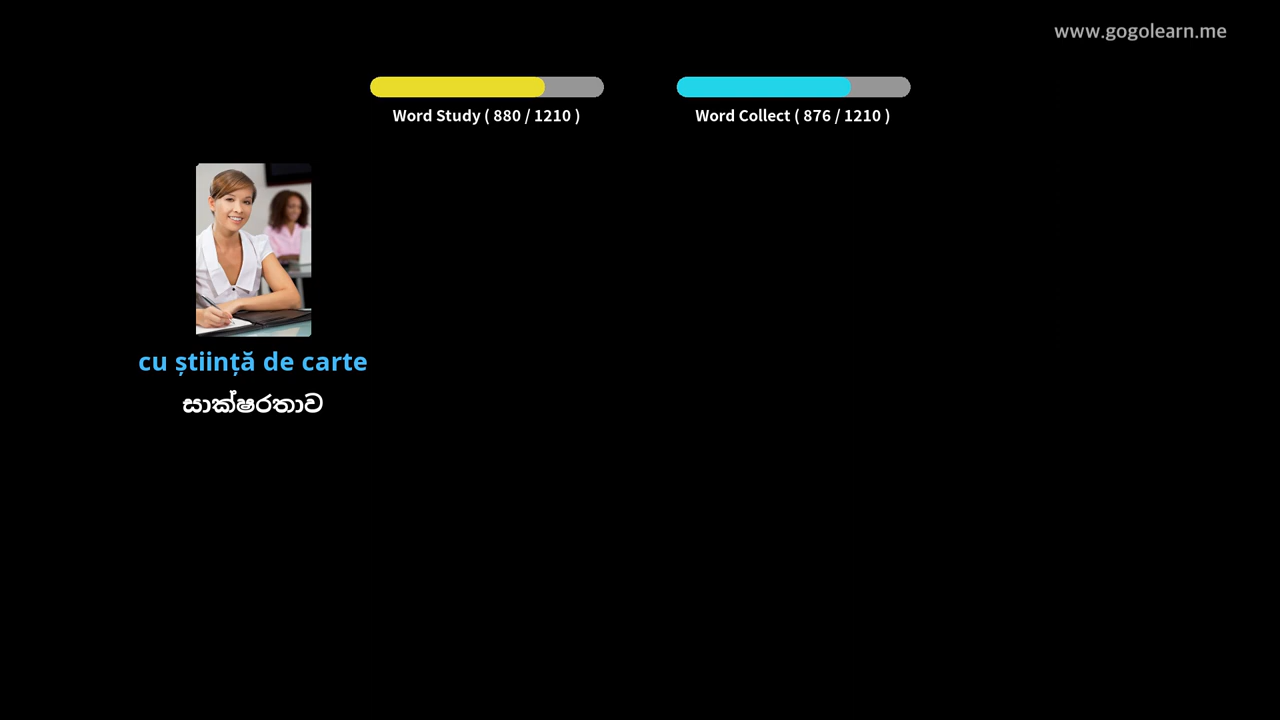 www.gogolearn.me
Word Study ( 880 / 1210 )
Word Collect ( 876 / 1210 )
cu știință de carte
සාක්ෂරතාව